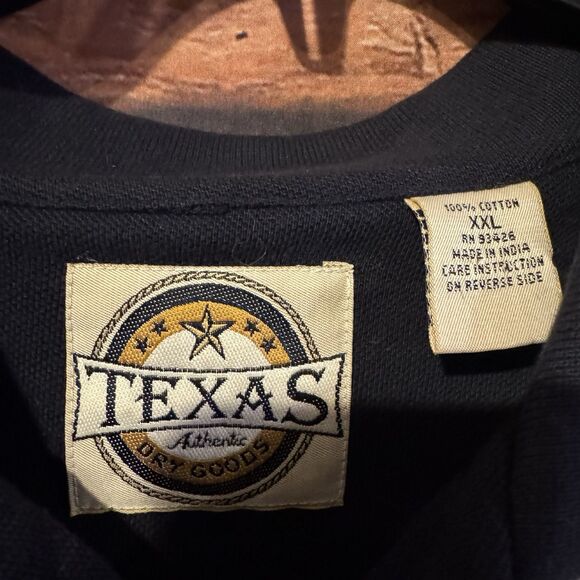 TEXAS
Authentic
DRY GOODS
100% COTTON
XXL
RN 93426
MADE IN INDIA
CARE INSTRUCTION
ON REVERSE SIDE